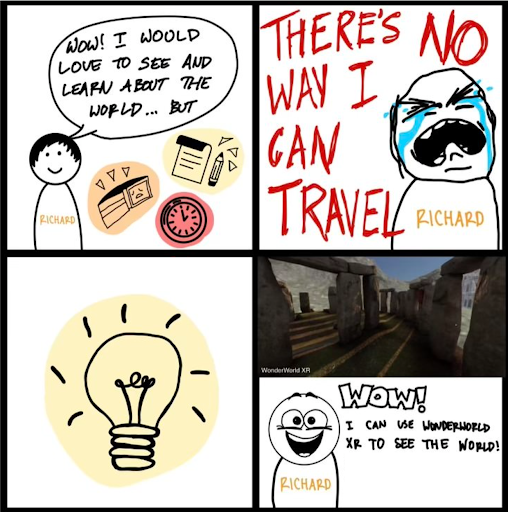 WOW! I WOULD
LOVE TO SEE AND
LEARN ABOUT THE
WORLD... BUT
RICHARD
THERE'S NO
WAY I
CAN
TRAVEL
RICHARD
WonderWorld XR
WOW!
I CAN USE WONDERWORLD
XR TO SEE THE WORLD!
RICHARD